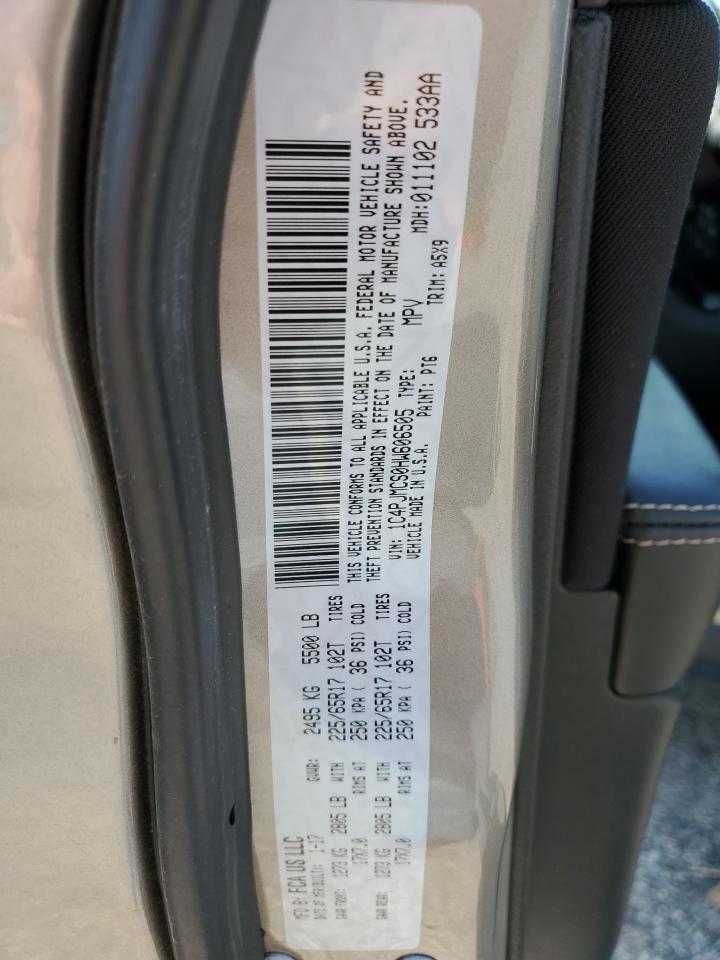 MFD BY: FCA US LLC
DATE OF MFR/BUILT: 1-17 GVWR: 2495 KG 5500 LB
GAWR FRONT: 1273 KG 2805 LB WITH 225/65R17 102T TIRES
17X7.0 RIMS AT 250 KPA ( 36 PSI) COLD
GAWR REAR: 1273 KG 2805 LB WITH 225/65R17 102T TIRES
17X7.0 RIMS AT 250 KPA ( 36 PSI) COLD
THIS VEHICLE CONFORMS TO ALL APPLICABLE U.S.A. FEDERAL MOTOR VEHICLE SAFETY AND
THEFT PREVENTION STANDARDS IN EFFECT ON THE DATE OF MANUFACTURE SHOWN ABOVE.
VIN: 1C4PJMCS0HW606505 TYPE: MPV MDH:011102 533AA
VEHICLE MADE IN U.S.A. PAINT: PTG TRIM: A5X9